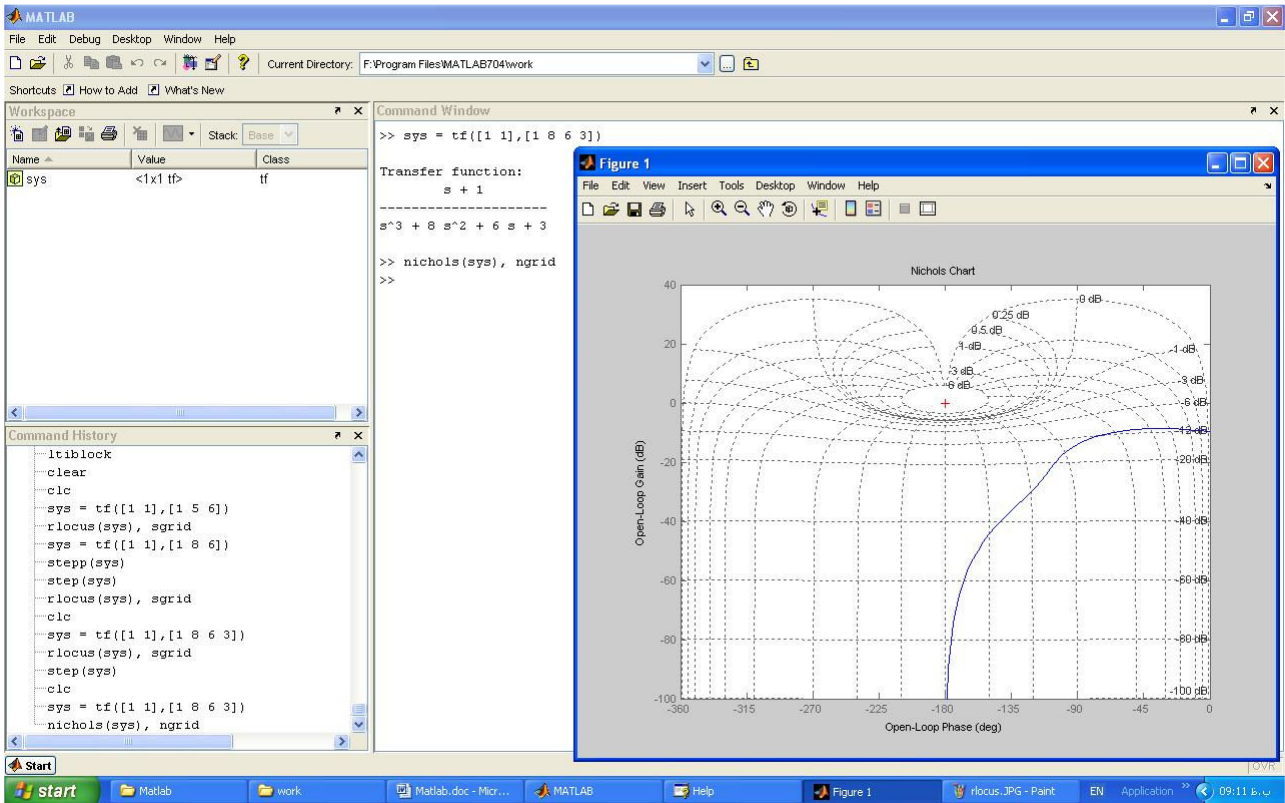 MATLAB
File Edit Debug Desktop Window Help
Current Directory: F:\Program Files\MATLAB704\work
Shortcuts How to Add What's New
Workspace
Stack: Base
Name Value Class
sys <1x1 tf> tf
Command History
ltiblock
clear
clc
sys = tf([1 1],[1 5 6])
rlocus(sys), sgrid
sys = tf([1 1],[1 8 6])
stepp(sys)
step(sys)
rlocus(sys), sgrid
clc
sys = tf([1 1],[1 8 6 3])
rlocus(sys), sgrid
step(sys)
clc
sys = tf([1 1],[1 8 6 3])
nichols(sys), ngrid
Command Window
>> sys = tf([1 1],[1 8 6 3])
Transfer function:
s + 1
---------------------
s^3 + 8 s^2 + 6 s + 3
>> nichols(sys), ngrid
>>
Figure 1
File Edit View Insert Tools Desktop Window Help
Nichols Chart
Open-Loop Gain (dB)
40
20
0
-20
-40
-60
-80
-100
0 dB
0.25 dB
0.5 dB
1 dB
3 dB
6 dB
-1 dB
-3 dB
-6 dB
-12 dB
-20 dB
-40 dB
-60 dB
-80 dB
-100 dB
-360 -315 -270 -225 -180 -135 -90 -45 0
Open-Loop Phase (deg)
Start
OVR
start Matlab work Matlab.doc - Micr... MATLAB Help Figure 1 rlocus.JPG - Paint EN Application 09:11 ب.ظ